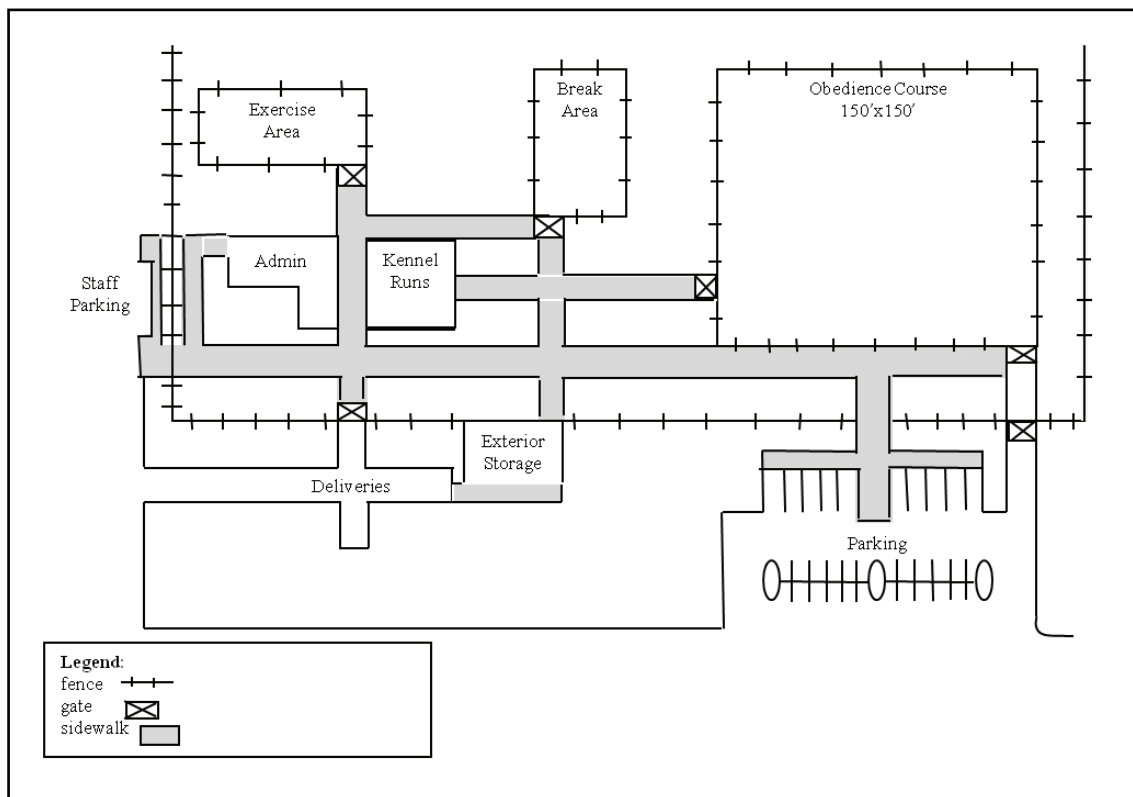 Exercise
Area
Break
Area
Obedience Course
150'x150'
Admin
Kennel
Runs
Staff
Parking
Exterior
Storage
Deliveries
Parking
Legend:
fence
gate
sidewalk